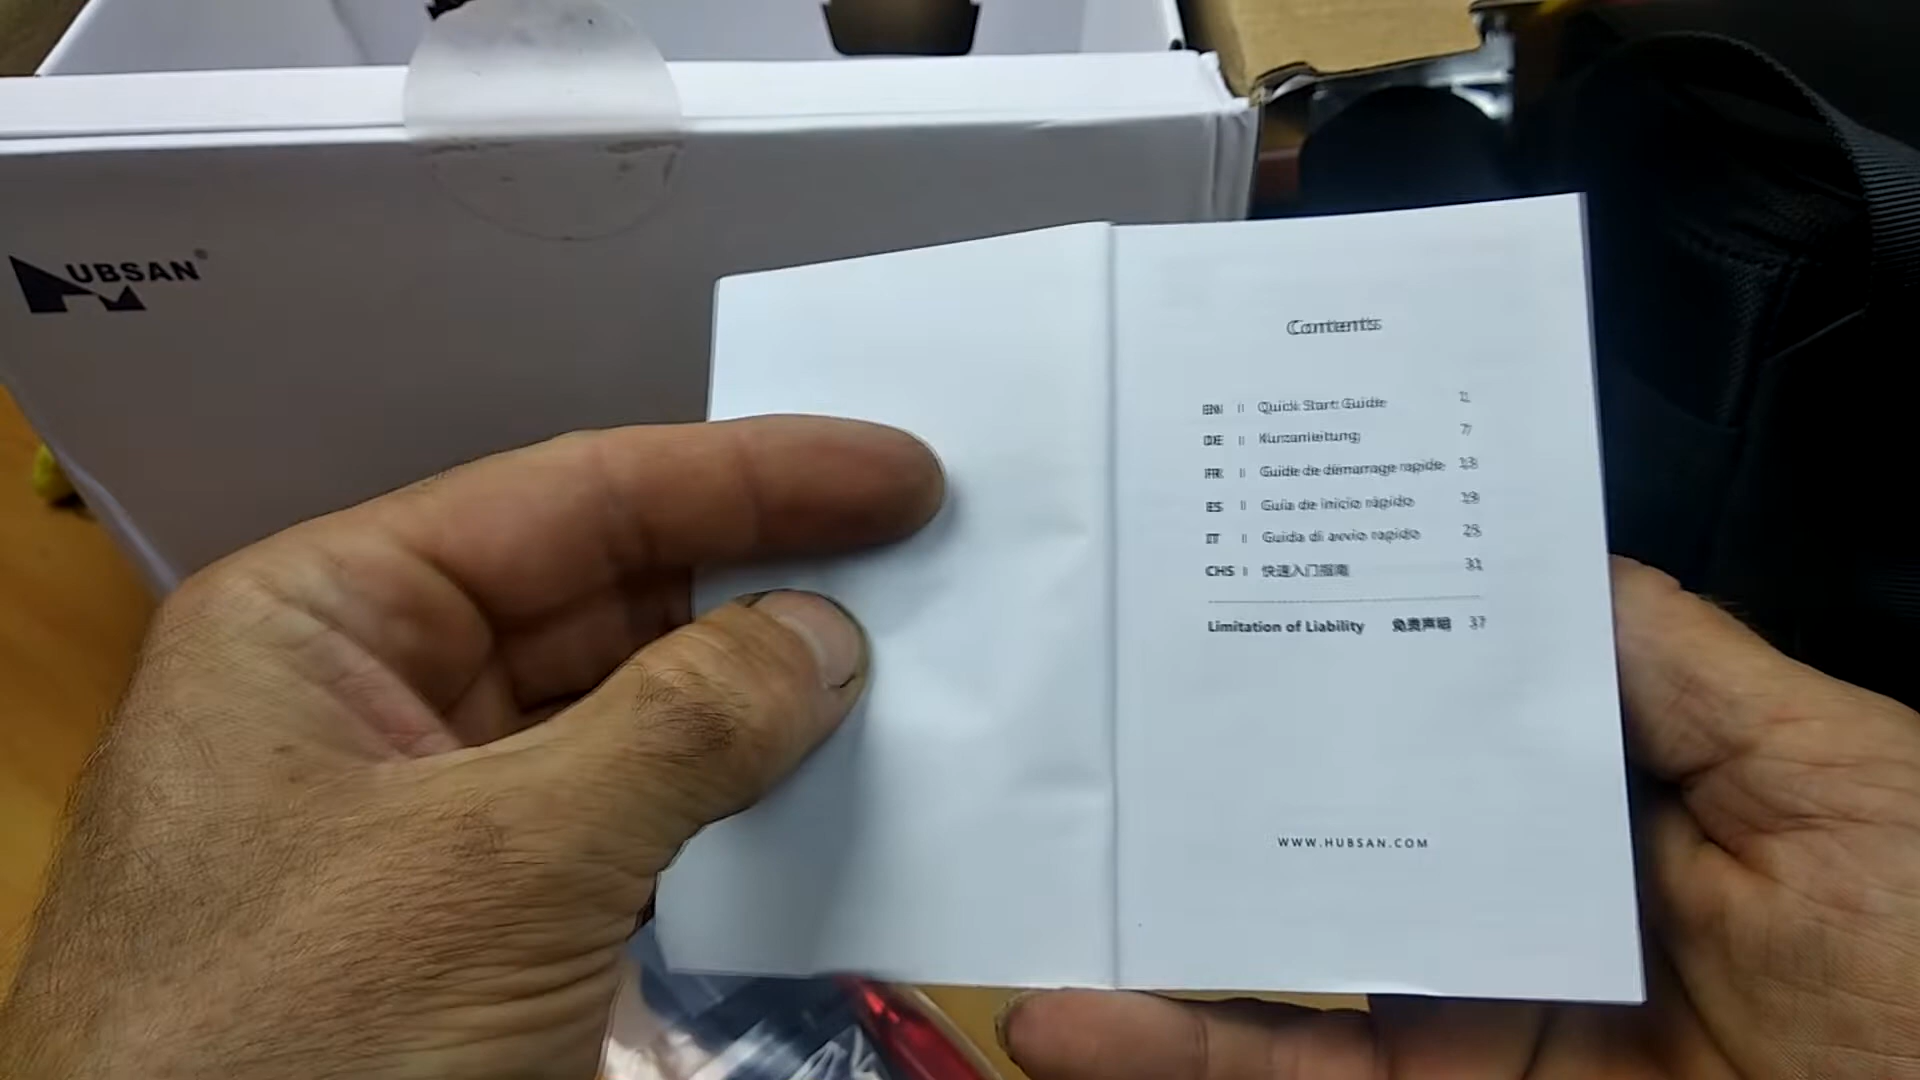 HUBSAN®
Contents
EN | Quick Start Guide 1
DE | Kurzanleitung 7
FR | Guide de démarrage rapide 13
ES | Guía de inicio rápido 19
IT | Guida di avvio rapido 25
CHS | 快速入门指南 31
Limitation of Liability 免责声明 37
WWW.HUBSAN.COM